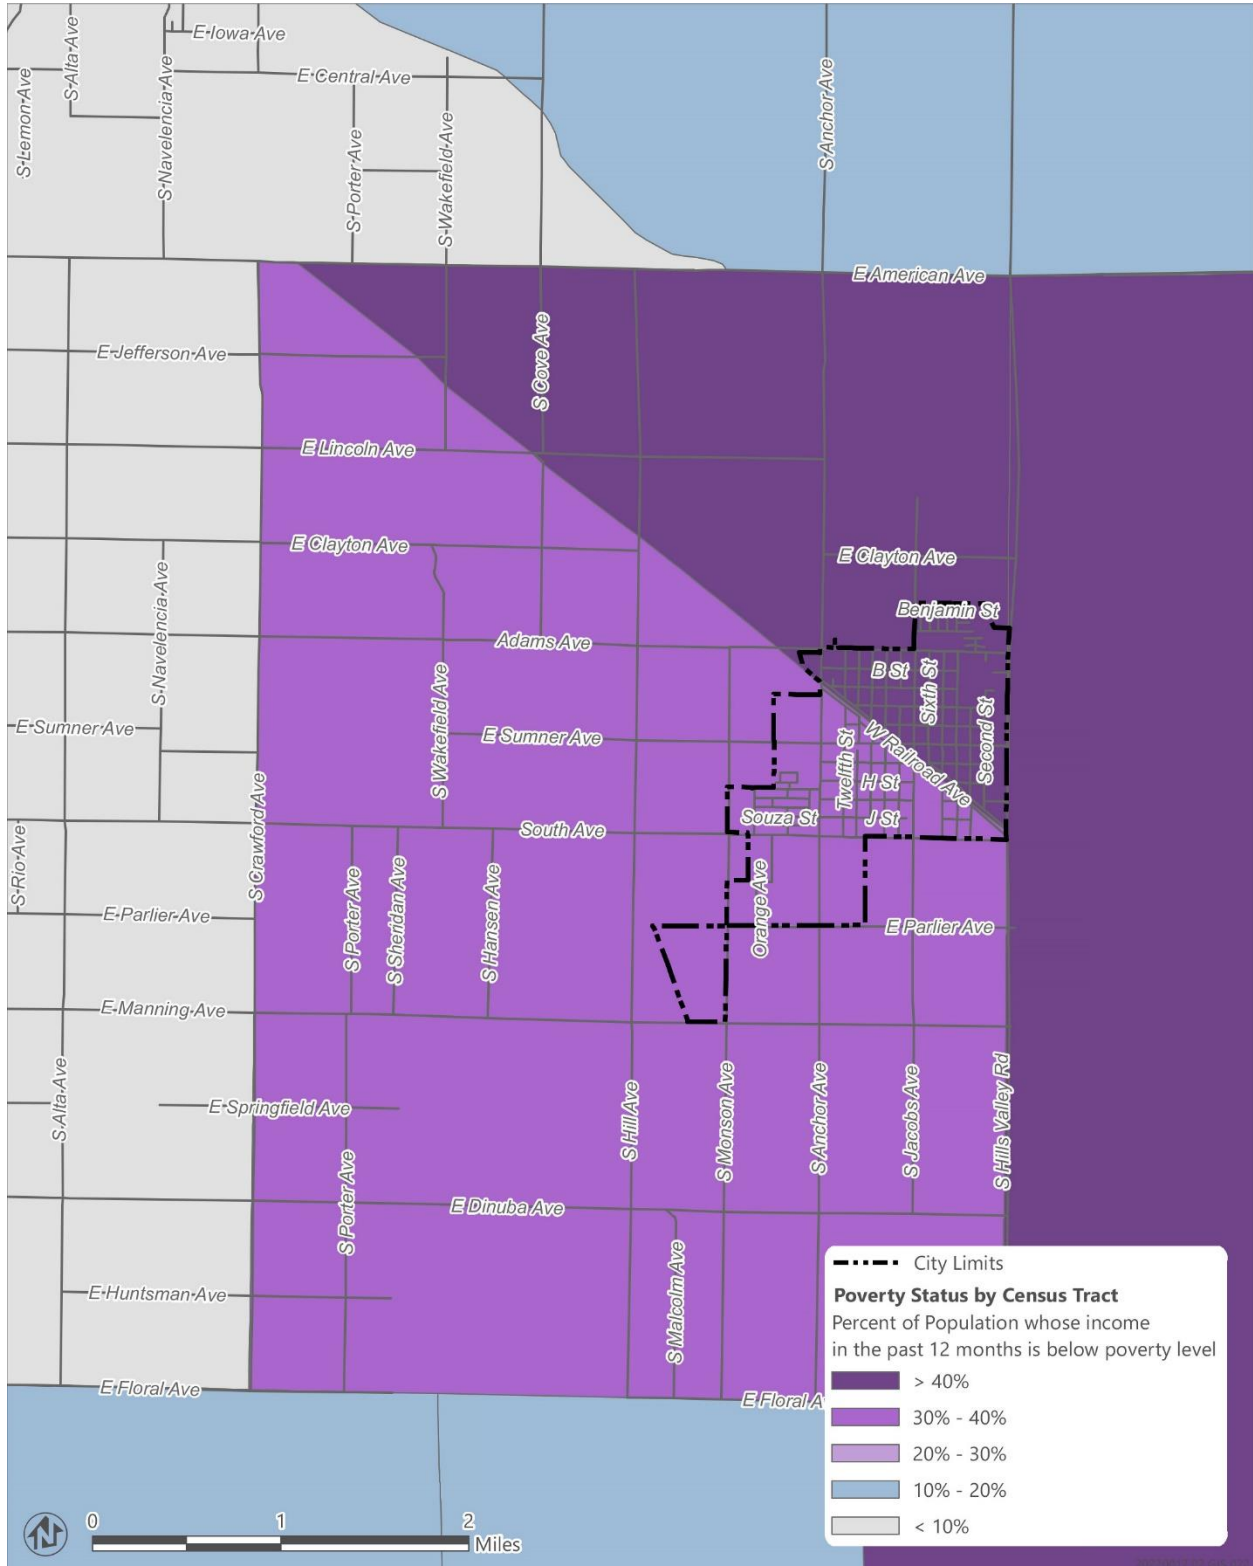 E Iowa Ave
S Alta Ave
S Lemon Ave
S Navelencia Ave
E Central Ave
S Porter Ave
S Wakefield Ave
S Anchor Ave
E American Ave
E Jefferson Ave
S Cove Ave
E Lincoln Ave
E Clayton Ave
E Clayton Ave
S Navelencia Ave
Benjamin St
Adams Ave
B St
Sixth St
S Wakefield Ave
E Sumner Ave
E Sumner Ave
Twelfth St
W Railroad Ave
Second St
H St
S Crawford Ave
South Ave
Souza St
J St
S Rio Ave
E Parlier Ave
S Porter Ave
S Sheridan Ave
S Hansen Ave
Orange Ave
E Parlier Ave
E Manning Ave
S Alta Ave
E Springfield Ave
S Hill Ave
S Monson Ave
S Anchor Ave
S Jacobs Ave
S Hills Valley Rd
S Porter Ave
E Dinuba Ave
S Malcolm Ave
E Huntsman Ave
E Floral Ave
E Floral A
City Limits
Poverty Status by Census Tract
Percent of Population whose income
in the past 12 months is below poverty level
> 40%
30% - 40%
20% - 30%
10% - 20%
< 10%
N
0 1 2
Miles